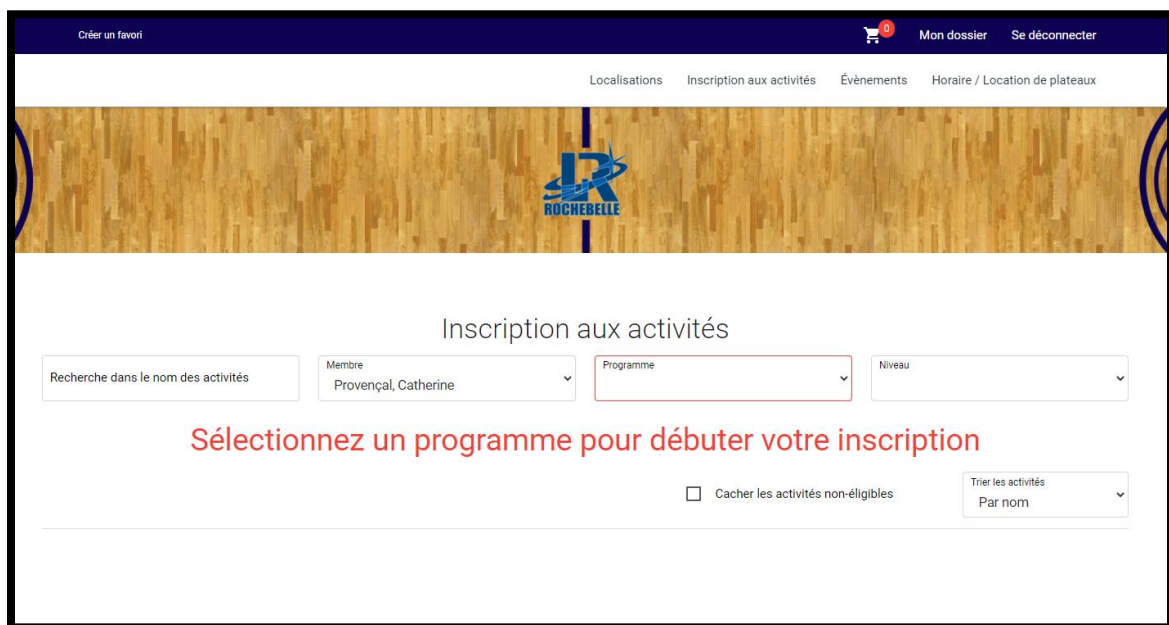 Créer un favori
0
Mon dossier
Se déconnecter
Localisations
Inscription aux activités
Évènements
Horaire / Location de plateaux
R
ROCHEBELLE
Inscription aux activités
Recherche dans le nom des activités
Membre
Provençal, Catherine
Programme
Niveau
Sélectionnez un programme pour débuter votre inscription
Cacher les activités non-éligibles
Trier les activités
Par nom